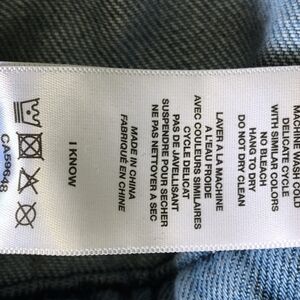 MACHINE WASH COLD
DELICATE CYCLE
WITH SIMILAR COLORS
NO BLEACH
HANG TO DRY
DO NOT DRY CLEAN
LAVER A LA MACHINE
A L'EAU FROIDE
AVEC COULEURS SIMILAIRES
CYCLE DELICAT
PAS DE JAVELLISANT
SUSPENDRE POUR SECHER
NE PAS NETTOYER A SEC
MADE IN CHINA
FABRIQUÉ EN CHINE
I KNOW
CA59648